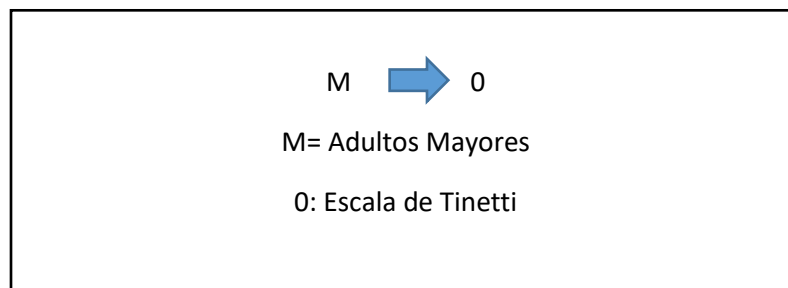 M 0
M= Adultos Mayores
0: Escala de Tinetti